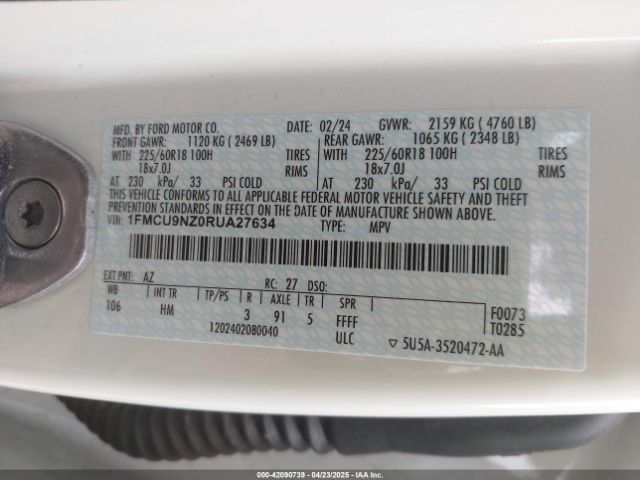 MFD. BY FORD MOTOR CO. DATE: 02/24 GVWR: 2159 KG ( 4760 LB)
FRONT GAWR: 1120 KG ( 2469 LB) REAR GAWR: 1065 KG ( 2348 LB)
WITH 225/60R18 100H TIRES WITH 225/60R18 100H TIRES
18x7.0J RIMS 18x7.0J RIMS
AT 230 kPa/ 33 PSI COLD AT 230 kPa/ 33 PSI COLD
THIS VEHICLE CONFORMS TO ALL APPLICABLE FEDERAL MOTOR VEHICLE SAFETY AND THEFT
PREVENTION STANDARDS IN EFFECT ON THE DATE OF MANUFACTURE SHOWN ABOVE.
VIN: 1FMCU9NZ0RUA27634 TYPE: MPV
EXT PNT: AZ RC: 27 DSO:
WB INT TR TP/PS R AXLE TR SPR F0073
106 HM 3 91 5 FFFF T0285
1202402080040 ULC ▽ 5U5A-3520472-AA
000-42090739 - 04/23/2025 - IAAI.COM